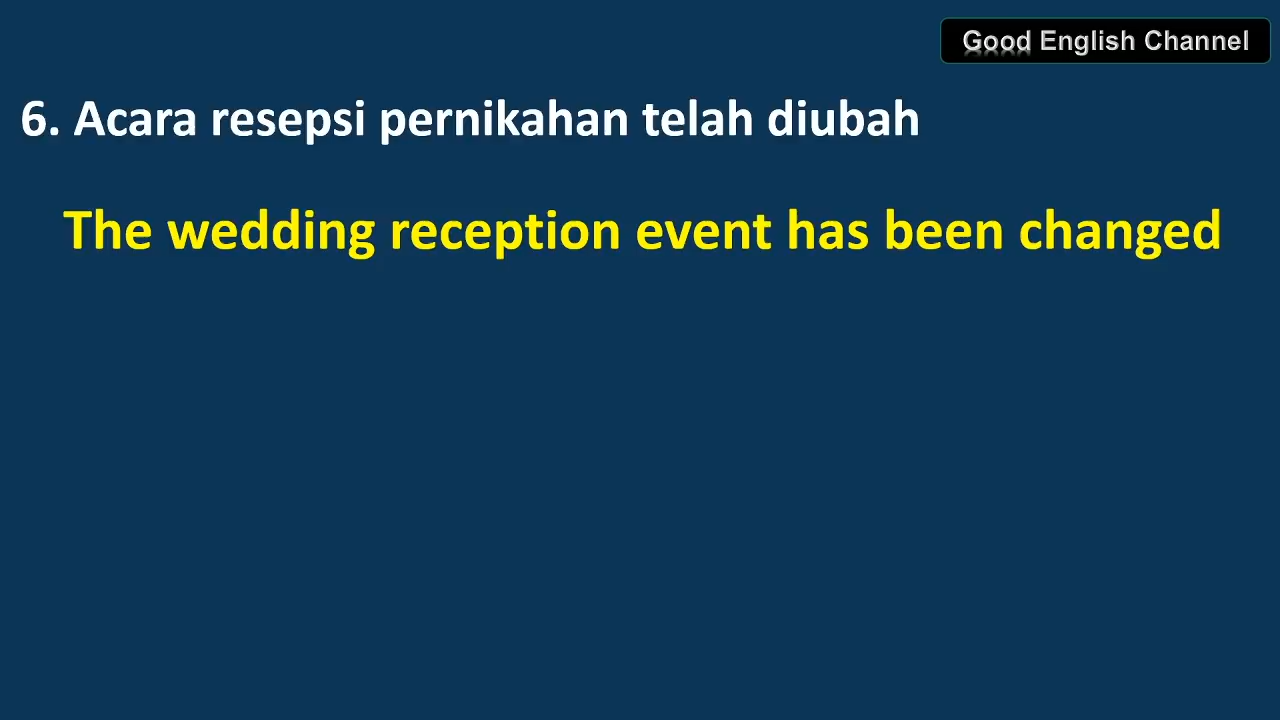 Good English Channel
6. Acara resepsi pernikahan telah diubah
The wedding reception event has been changed